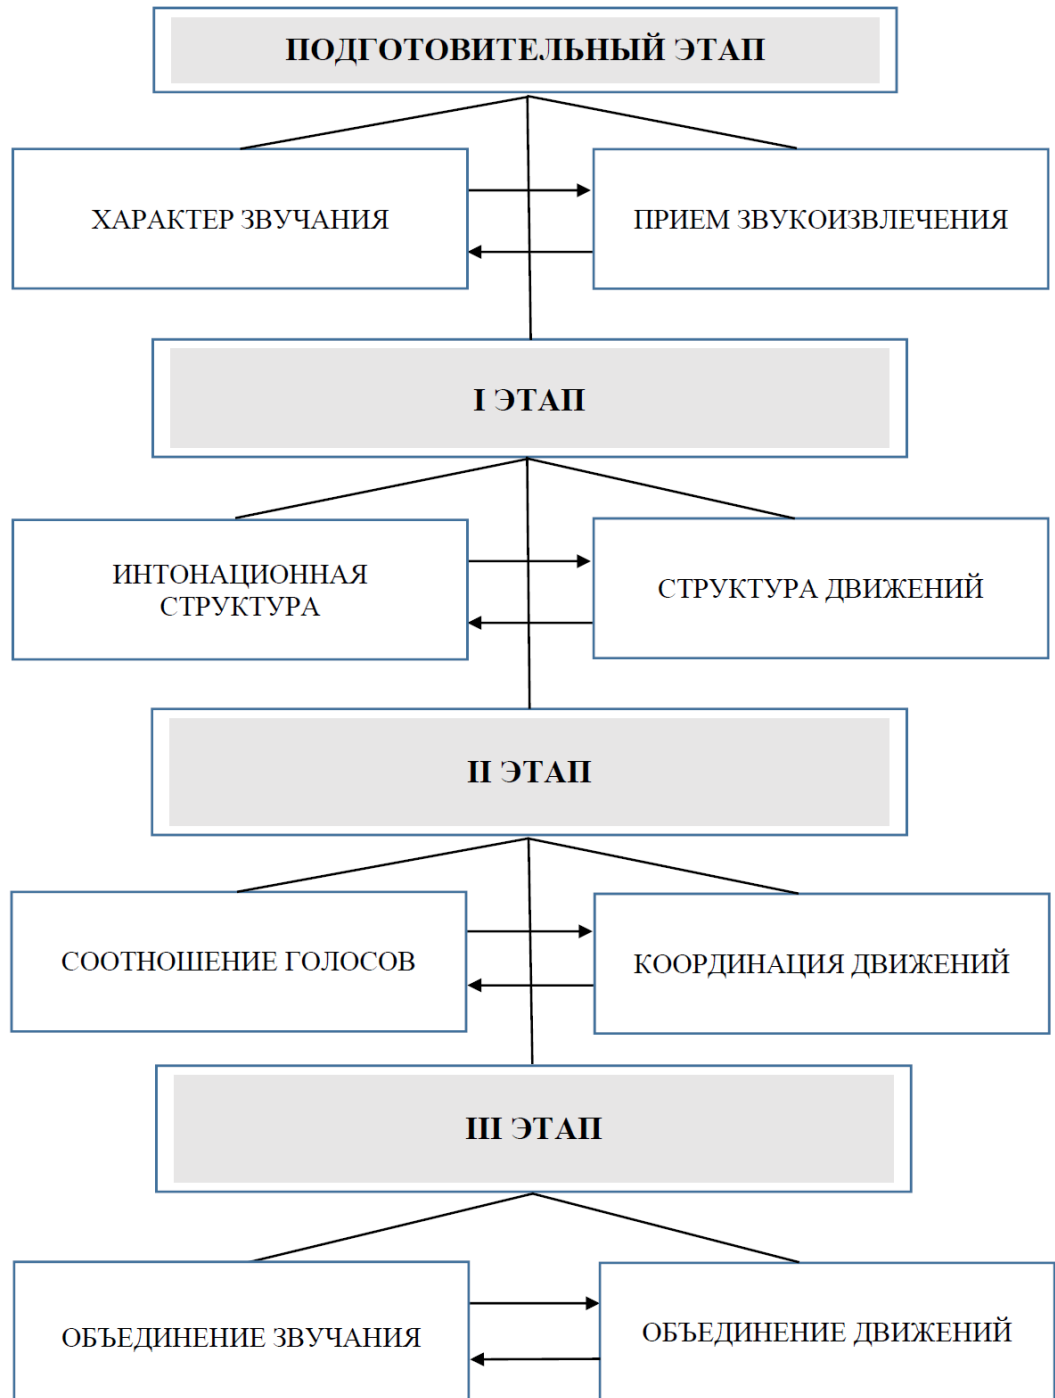 ПОДГОТОВИТЕЛЬНЫЙ ЭТАП
ХАРАКТЕР ЗВУЧАНИЯ
ПРИЕМ ЗВУКОИЗВЛЕЧЕНИЯ
I ЭТАП
ИНТОНАЦИОННАЯ
СТРУКТУРА
СТРУКТУРА ДВИЖЕНИЙ
II ЭТАП
СООТНОШЕНИЕ ГОЛОСОВ
КООРДИНАЦИЯ ДВИЖЕНИЙ
III ЭТАП
ОБЪЕДИНЕНИЕ ЗВУЧАНИЯ
ОБЪЕДИНЕНИЕ ДВИЖЕНИЙ